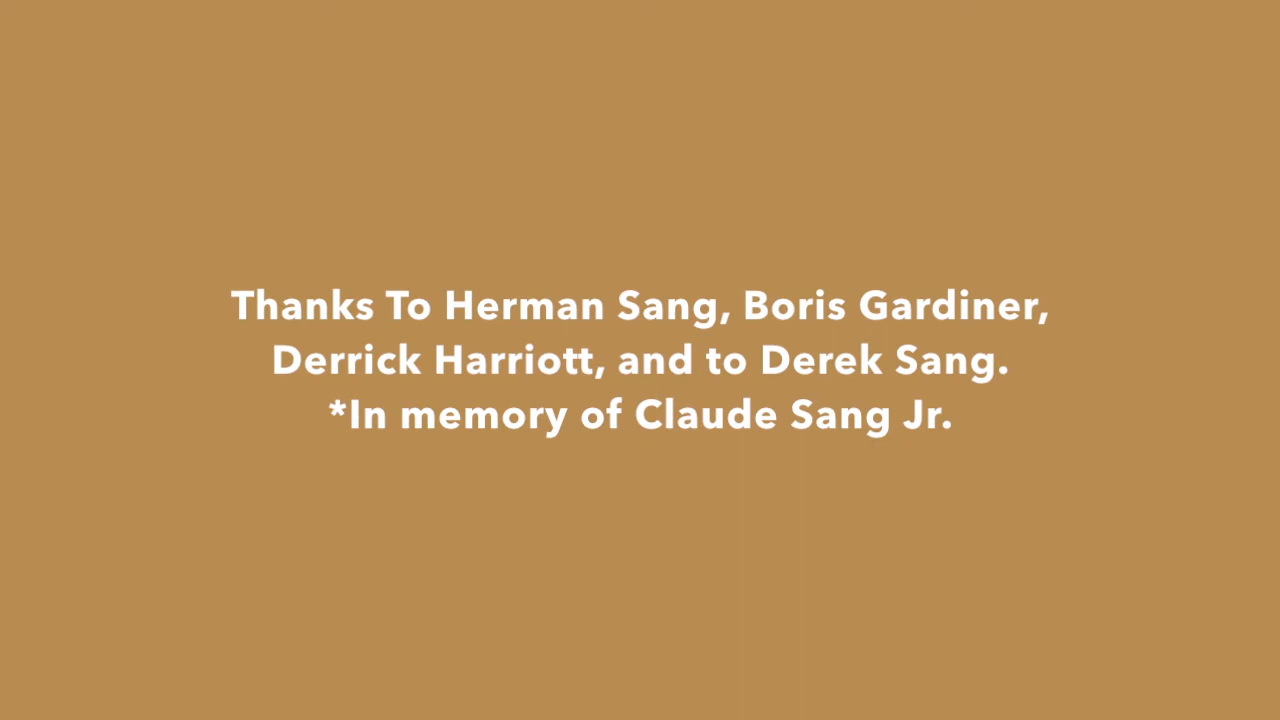 Thanks To Herman Sang, Boris Gardiner,
Derrick Harriott, and to Derek Sang.
*In memory of Claude Sang Jr.